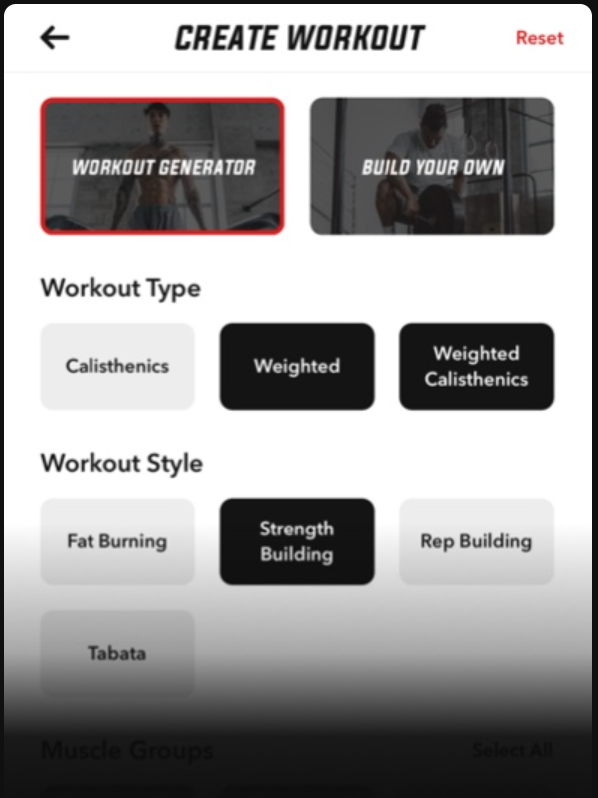 CREATE WORKOUT
Reset
WORKOUT GENERATOR
BUILD YOUR OWN
Workout Type
Calisthenics
Weighted
Weighted
Calisthenics
Workout Style
Fat Burning
Strength
Building
Rep Building
Tabata
Muscle Groups
Select All